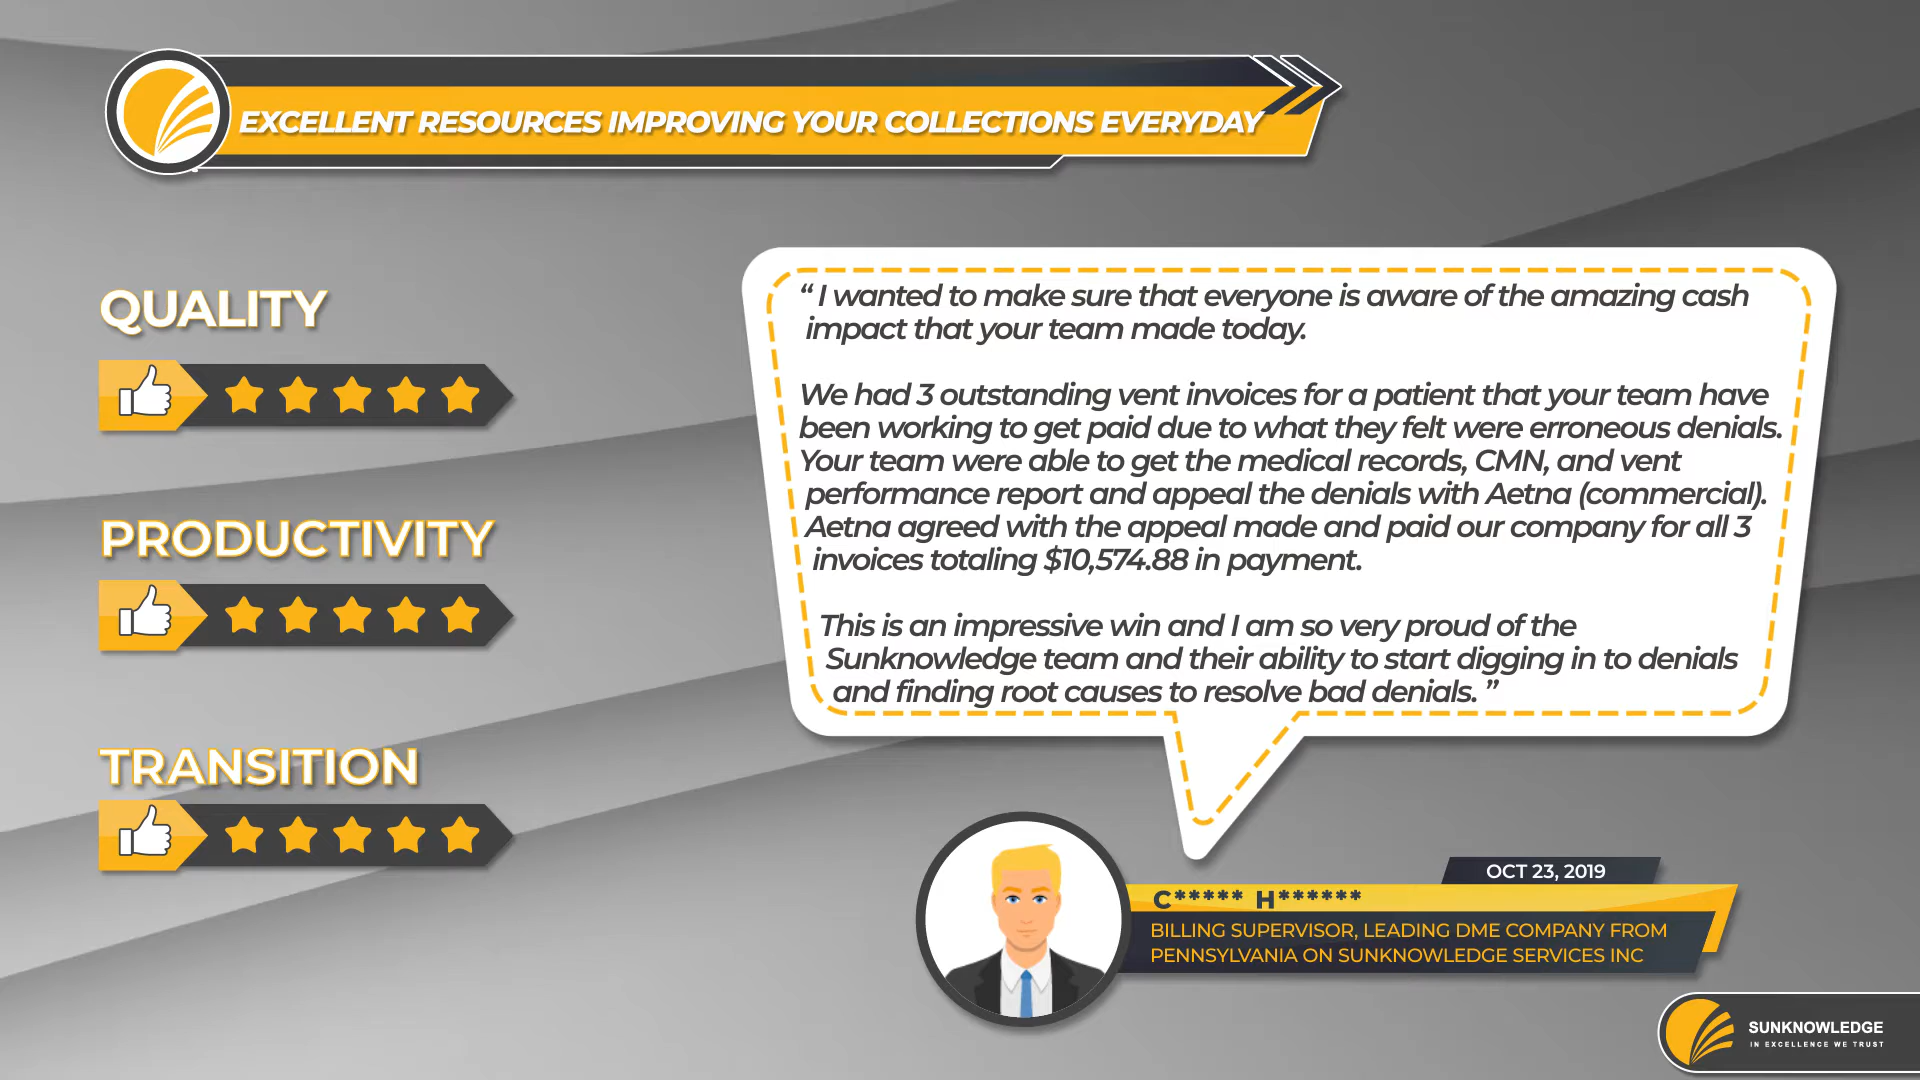 EXCELLENT RESOURCES IMPROVING YOUR COLLECTIONS EVERYDAY
QUALITY
PRODUCTIVITY
TRANSITION
“ I wanted to make sure that everyone is aware of the amazing cash
impact that your team made today.
We had 3 outstanding vent invoices for a patient that your team have
been working to get paid due to what they felt were erroneous denials.
Your team were able to get the medical records, CMN, and vent
performance report and appeal the denials with Aetna (commercial).
Aetna agreed with the appeal made and paid our company for all 3
invoices totaling $10,574.88 in payment.
This is an impressive win and I am so very proud of the
Sunknowledge team and their ability to start digging in to denials
and finding root causes to resolve bad denials. ”
OCT 23, 2019
C***** H******
BILLING SUPERVISOR, LEADING DME COMPANY FROM
PENNSYLVANIA ON SUNKNOWLEDGE SERVICES INC
SUNKNOWLEDGE
IN EXCELLENCE WE TRUST